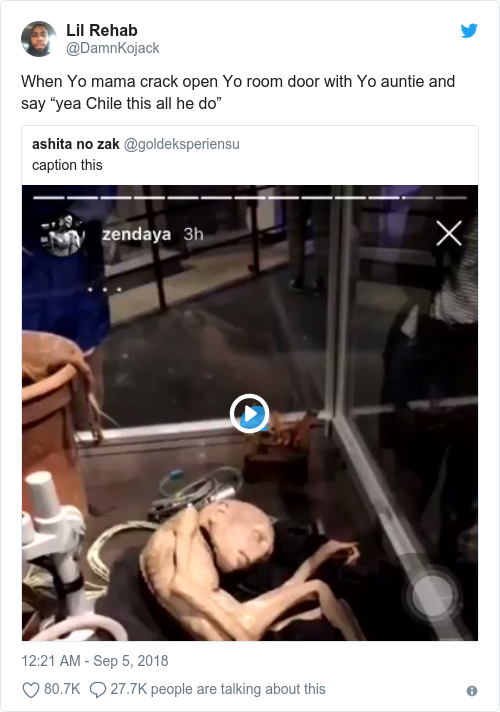 Lil Rehab
@DamnKojack
When Yo mama crack open Yo room door with Yo auntie and
say “yea Chile this all he do”
ashita no zak @goldeksperiensu
caption this
zendaya 3h
12:21 AM - Sep 5, 2018
80.7K 27.7K people are talking about this